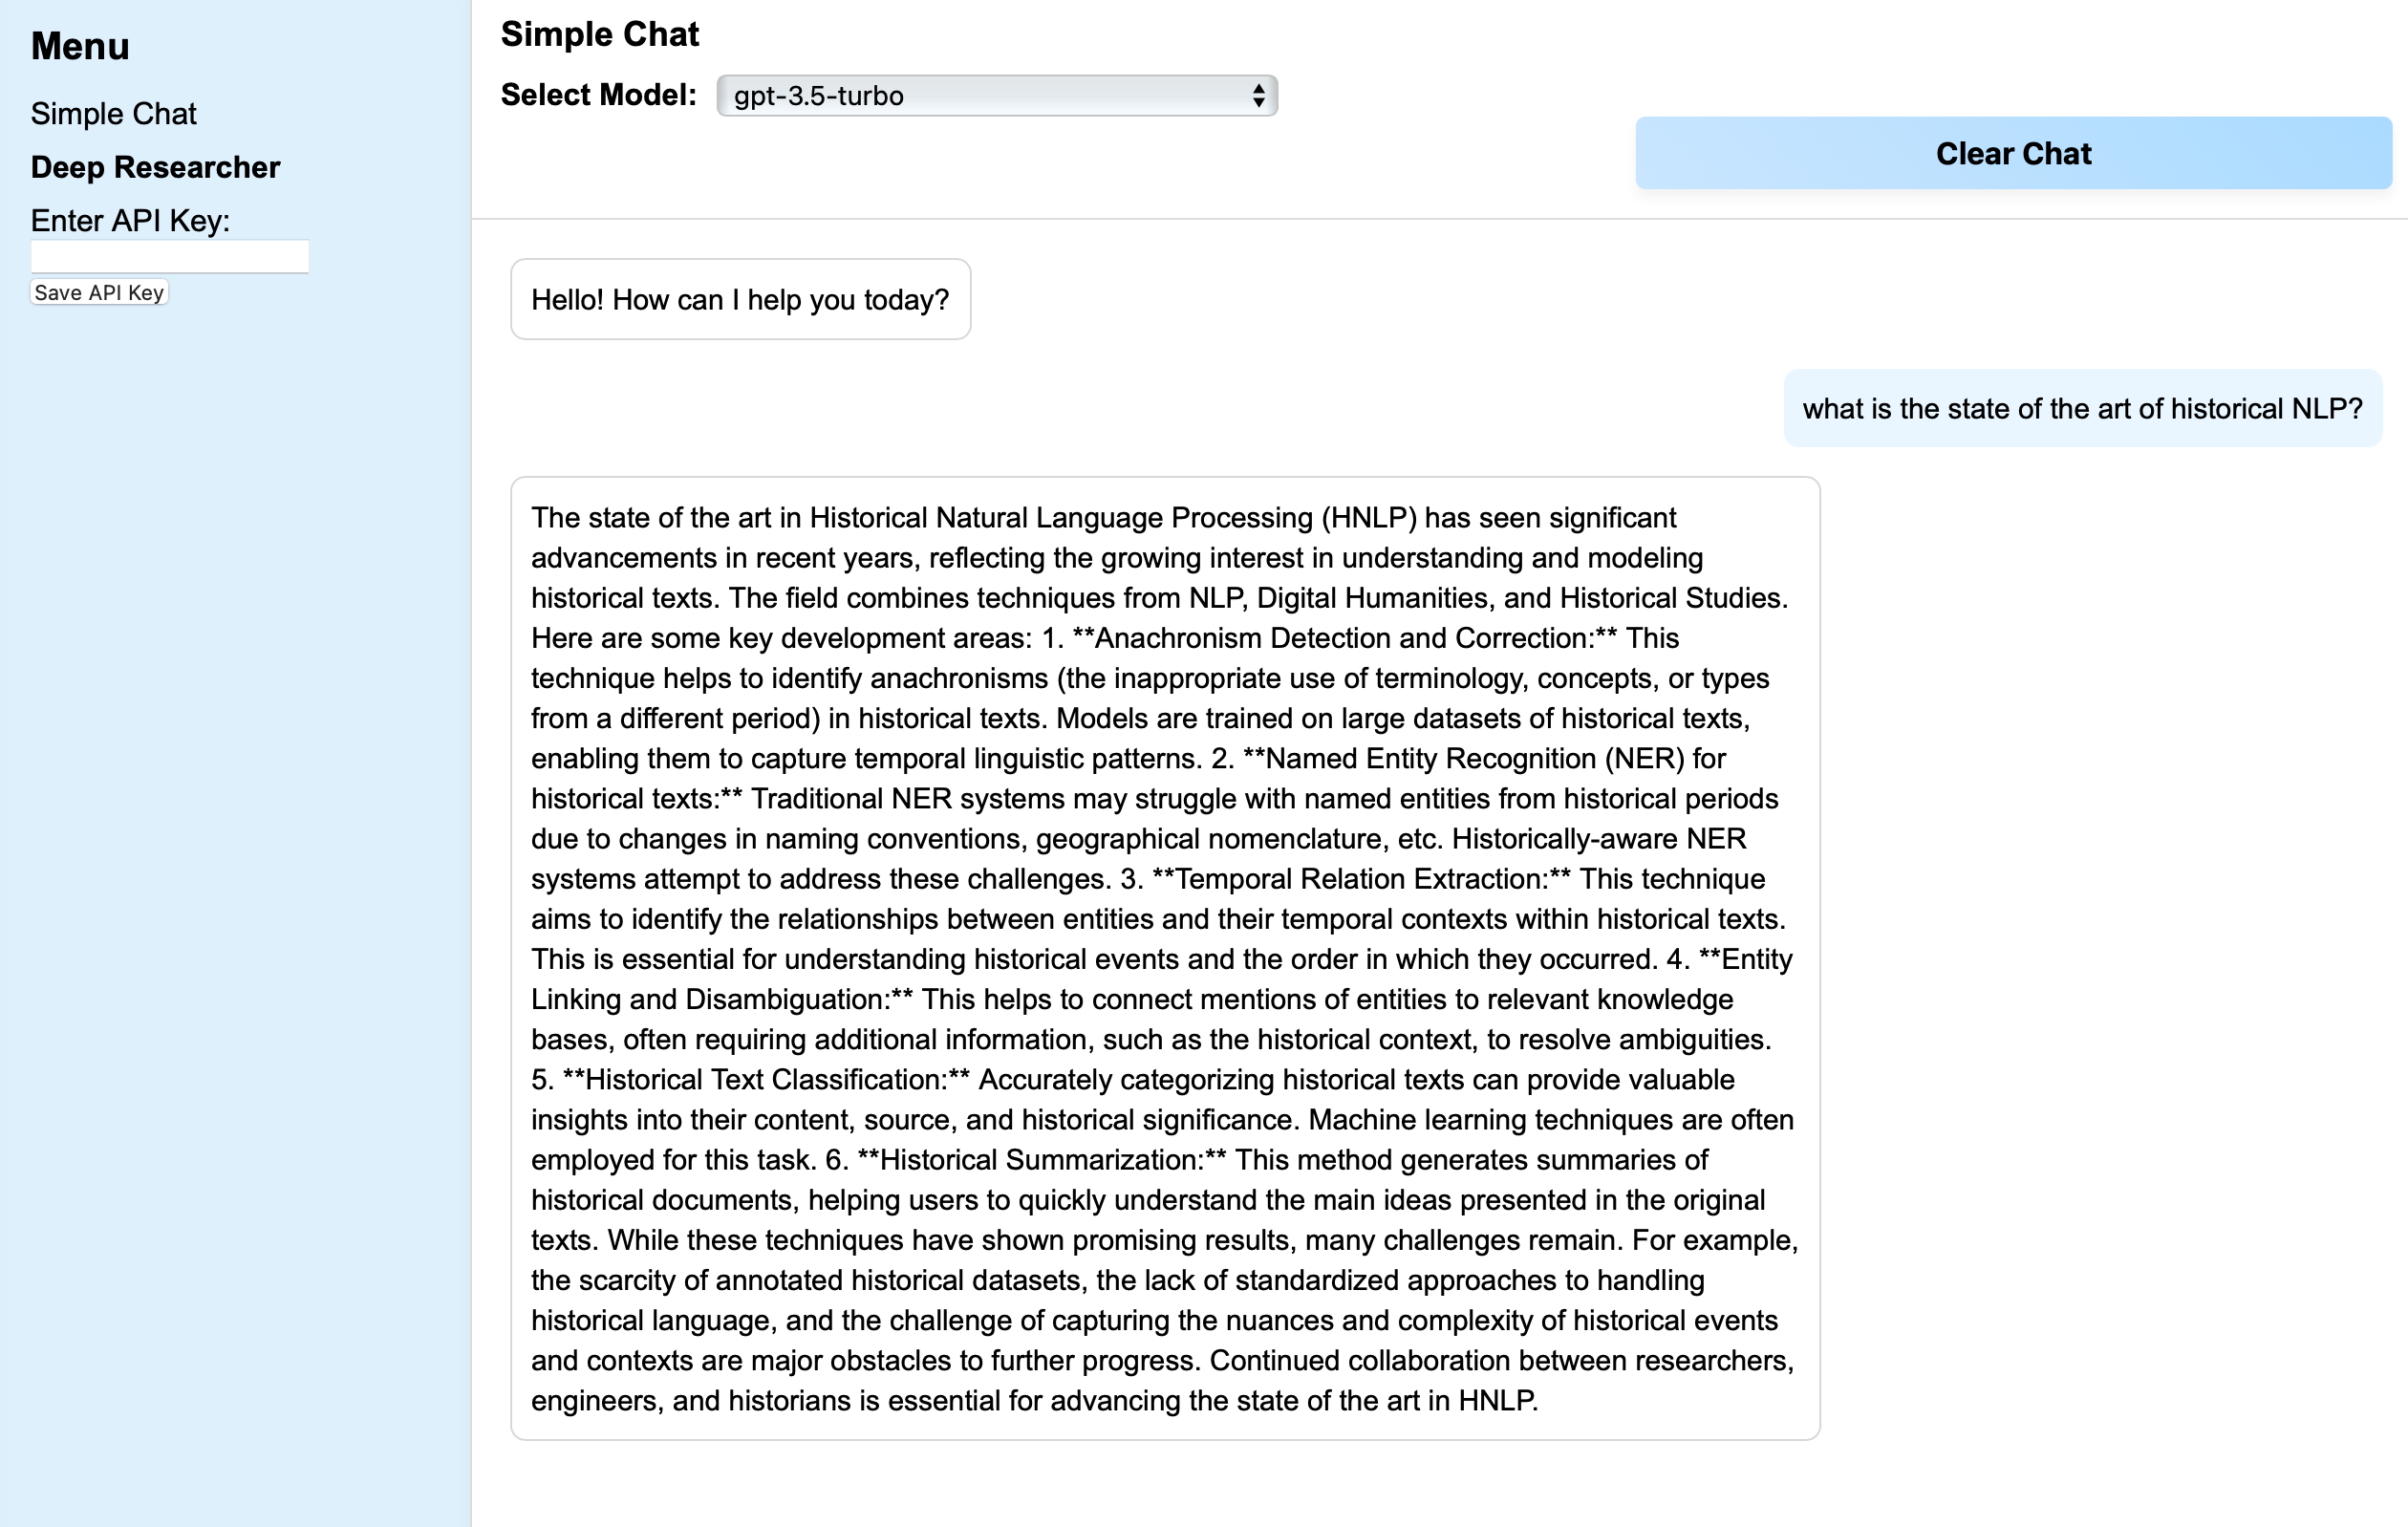 Menu
Simple Chat
Deep Researcher
Enter API Key:
Save API Key
Simple Chat
Select Model:
gpt-3.5-turbo
Clear Chat
Hello! How can I help you today?
what is the state of the art of historical NLP?
The state of the art in Historical Natural Language Processing (HNLP) has seen significant
advancements in recent years, reflecting the growing interest in understanding and modeling
historical texts. The field combines techniques from NLP, Digital Humanities, and Historical Studies.
Here are some key development areas: 1. **Anachronism Detection and Correction:** This
technique helps to identify anachronisms (the inappropriate use of terminology, concepts, or types
from a different period) in historical texts. Models are trained on large datasets of historical texts,
enabling them to capture temporal linguistic patterns. 2. **Named Entity Recognition (NER) for
historical texts:** Traditional NER systems may struggle with named entities from historical periods
due to changes in naming conventions, geographical nomenclature, etc. Historically-aware NER
systems attempt to address these challenges. 3. **Temporal Relation Extraction:** This technique
aims to identify the relationships between entities and their temporal contexts within historical texts.
This is essential for understanding historical events and the order in which they occurred. 4. **Entity
Linking and Disambiguation:** This helps to connect mentions of entities to relevant knowledge
bases, often requiring additional information, such as the historical context, to resolve ambiguities.
5. **Historical Text Classification:** Accurately categorizing historical texts can provide valuable
insights into their content, source, and historical significance. Machine learning techniques are often
employed for this task. 6. **Historical Summarization:** This method generates summaries of
historical documents, helping users to quickly understand the main ideas presented in the original
texts. While these techniques have shown promising results, many challenges remain. For example,
the scarcity of annotated historical datasets, the lack of standardized approaches to handling
historical language, and the challenge of capturing the nuances and complexity of historical events
and contexts are major obstacles to further progress. Continued collaboration between researchers,
engineers, and historians is essential for advancing the state of the art in HNLP.